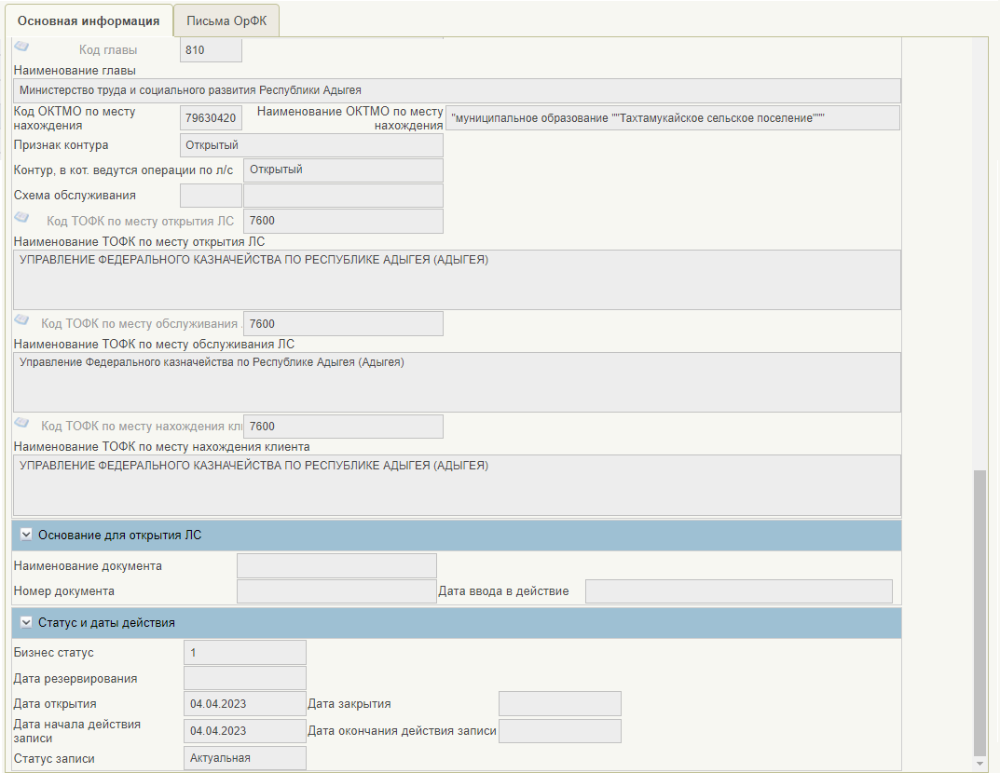 Основная информация
Письма ОрФК
Код главы
810
Наименование главы
Министерство труда и социального развития Республики Адыгея
Код ОКТМО по месту
нахождения
79630420
Наименование ОКТМО по месту
нахождения
"муниципальное образование ""Тахтамукайское сельское поселение"""
Признак контура
Открытый
Контур, в кот. ведутся операции по л/с
Открытый
Схема обслуживания
Код ТОФК по месту открытия ЛС
7600
Наименование ТОФК по месту открытия ЛС
УПРАВЛЕНИЕ ФЕДЕРАЛЬНОГО КАЗНАЧЕЙСТВА ПО РЕСПУБЛИКЕ АДЫГЕЯ (АДЫГЕЯ)
Код ТОФК по месту обслуживания
7600
Наименование ТОФК по месту обслуживания ЛС
Управление Федерального казначейства по Республике Адыгея (Адыгея)
Код ТОФК по месту нахождения кли
7600
Наименование ТОФК по месту нахождения клиента
УПРАВЛЕНИЕ ФЕДЕРАЛЬНОГО КАЗНАЧЕЙСТВА ПО РЕСПУБЛИКЕ АДЫГЕЯ (АДЫГЕЯ)
Основание для открытия ЛС
Наименование документа
Номер документа
Дата ввода в действие
Статус и даты действия
Бизнес статус
1
Дата резервирования
Дата открытия
04.04.2023
Дата закрытия
Дата начала действия
записи
04.04.2023
Дата окончания действия записи
Статус записи
Актуальная